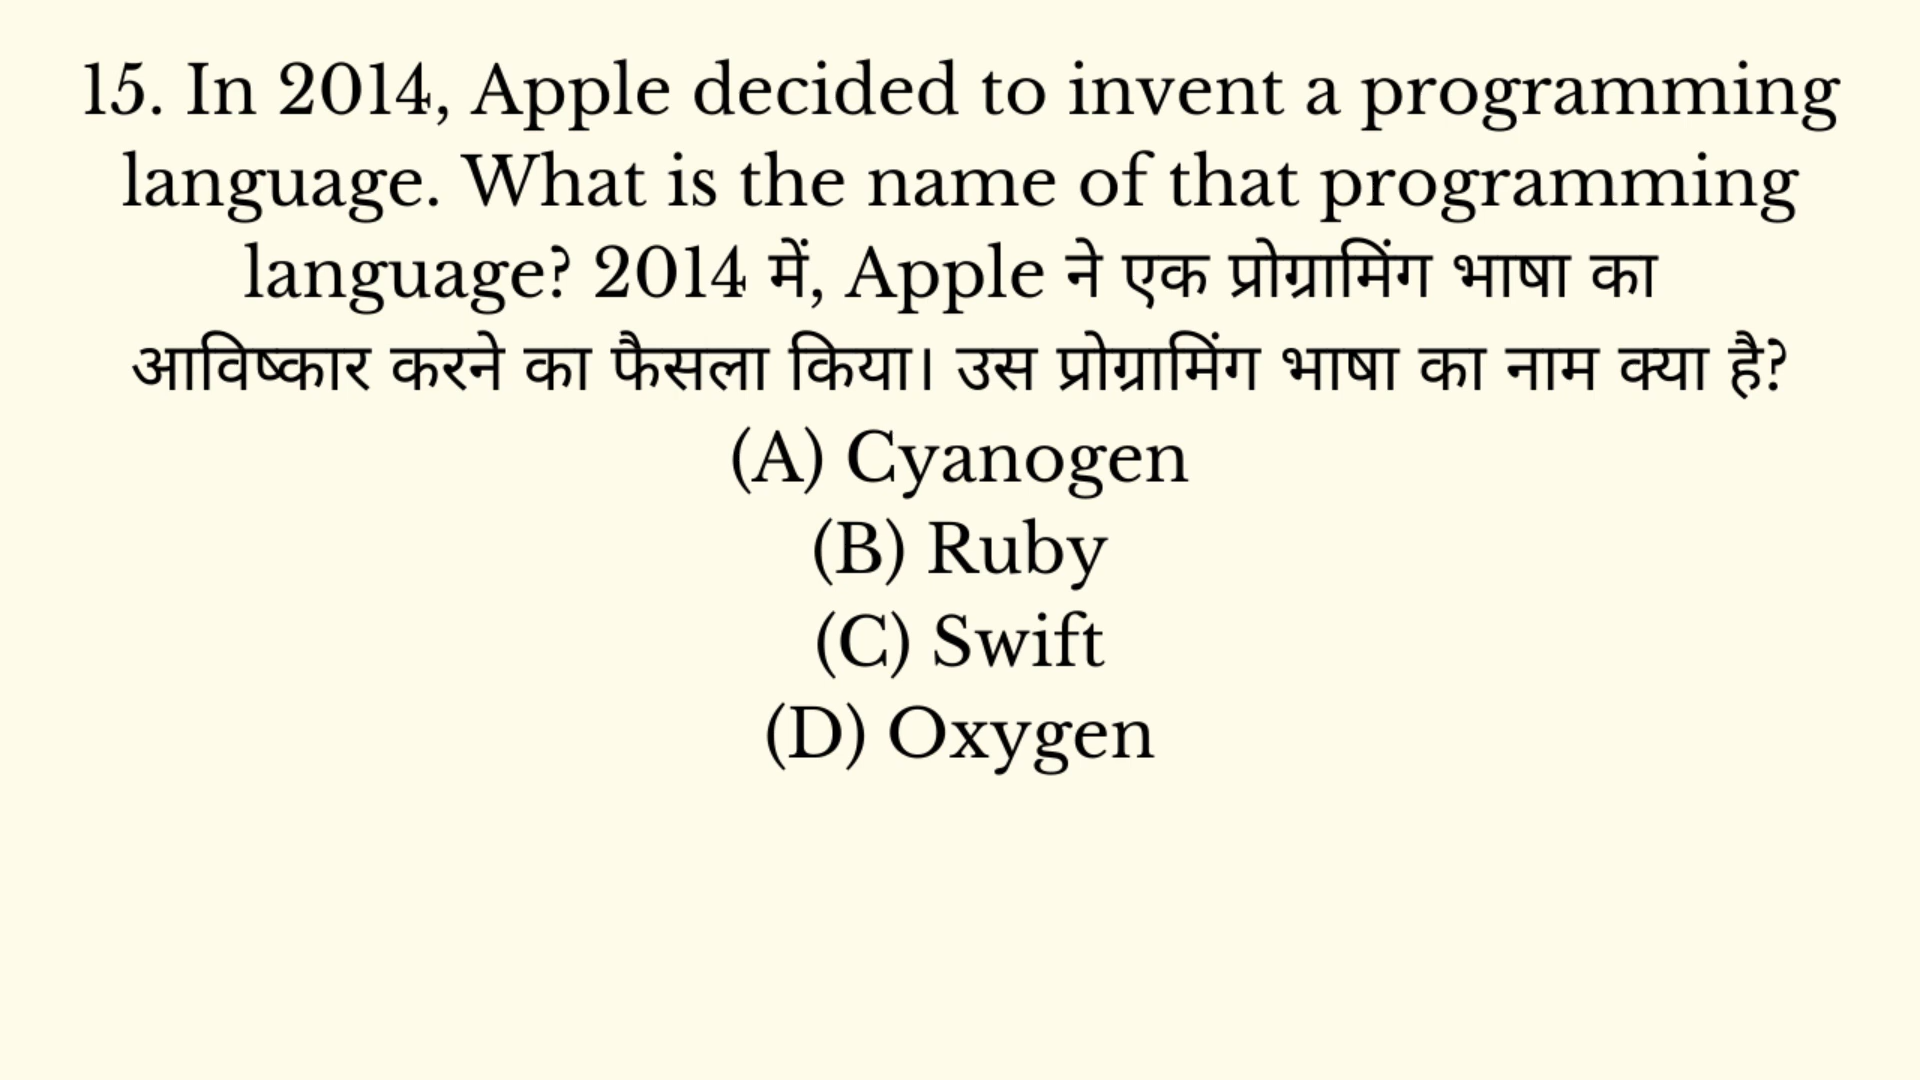 15. In 2014, Apple decided to invent a programming
language. What is the name of that programming
language? 2014 में, Apple ने एक प्रोग्रामिंग भाषा का
आविष्कार करने का फैसला किया। उस प्रोग्रामिंग भाषा का नाम क्या है?
(A) Cyanogen
(B) Ruby
(C) Swift
(D) Oxygen